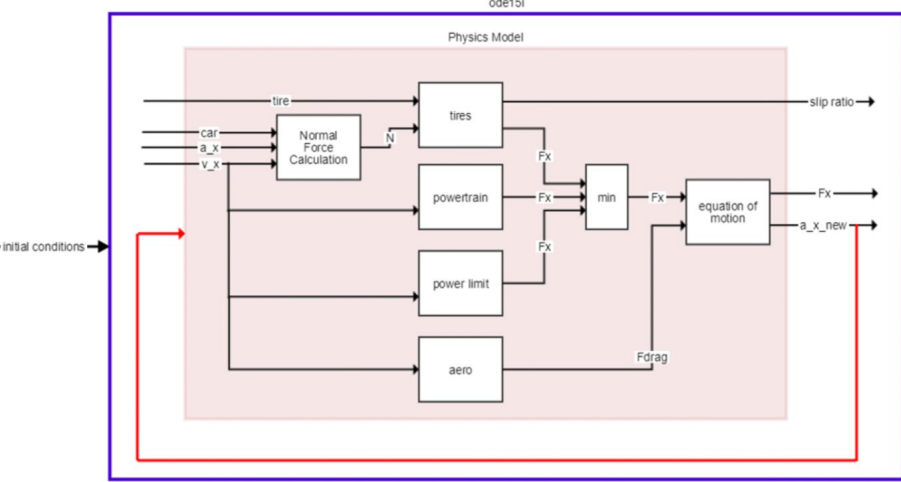 ode15i
Physics Model
tire
tires
slip ratio
car
a_x
v_x
Normal
Force
Calculation
N
Fx
powertrain
Fx
min
Fx
equation of
motion
Fx
a_x_new
initial conditions
Fx
power limit
Fdrag
aero